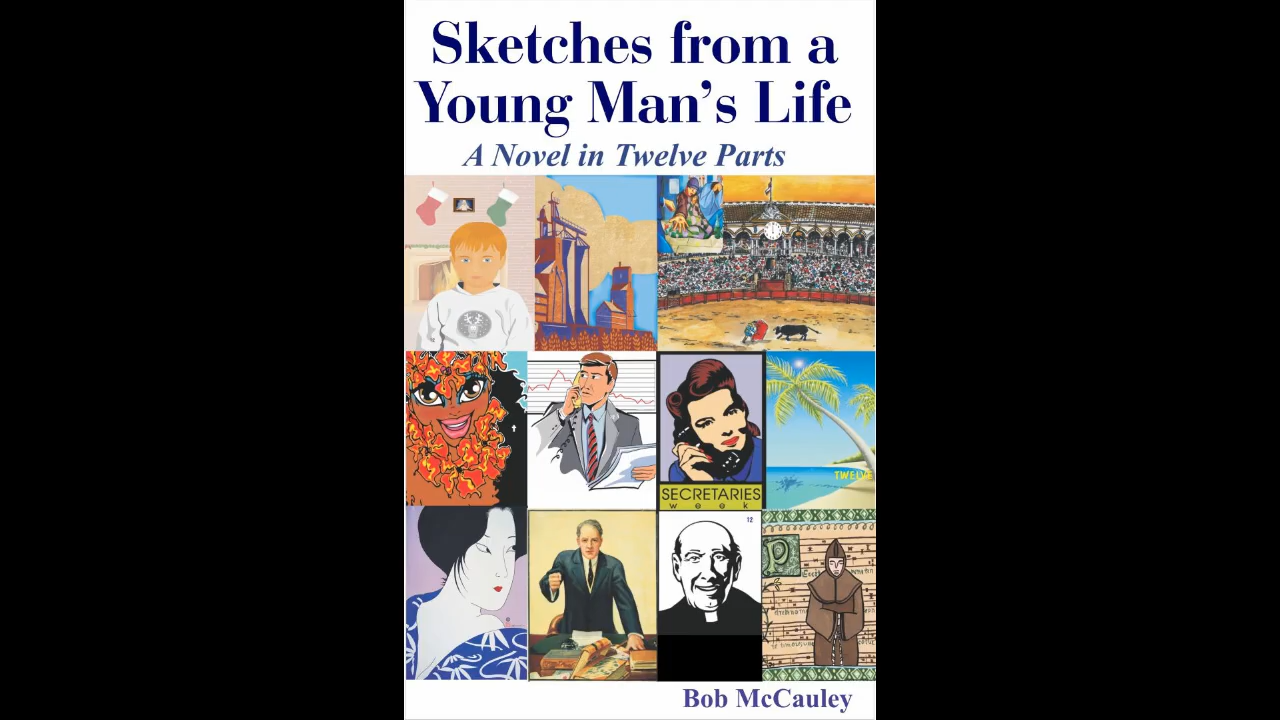 Sketches from a
Young Man's Life
A Novel in Twelve Parts
TWELVE
SECRETARIES
week
12
P
Bob McCauley